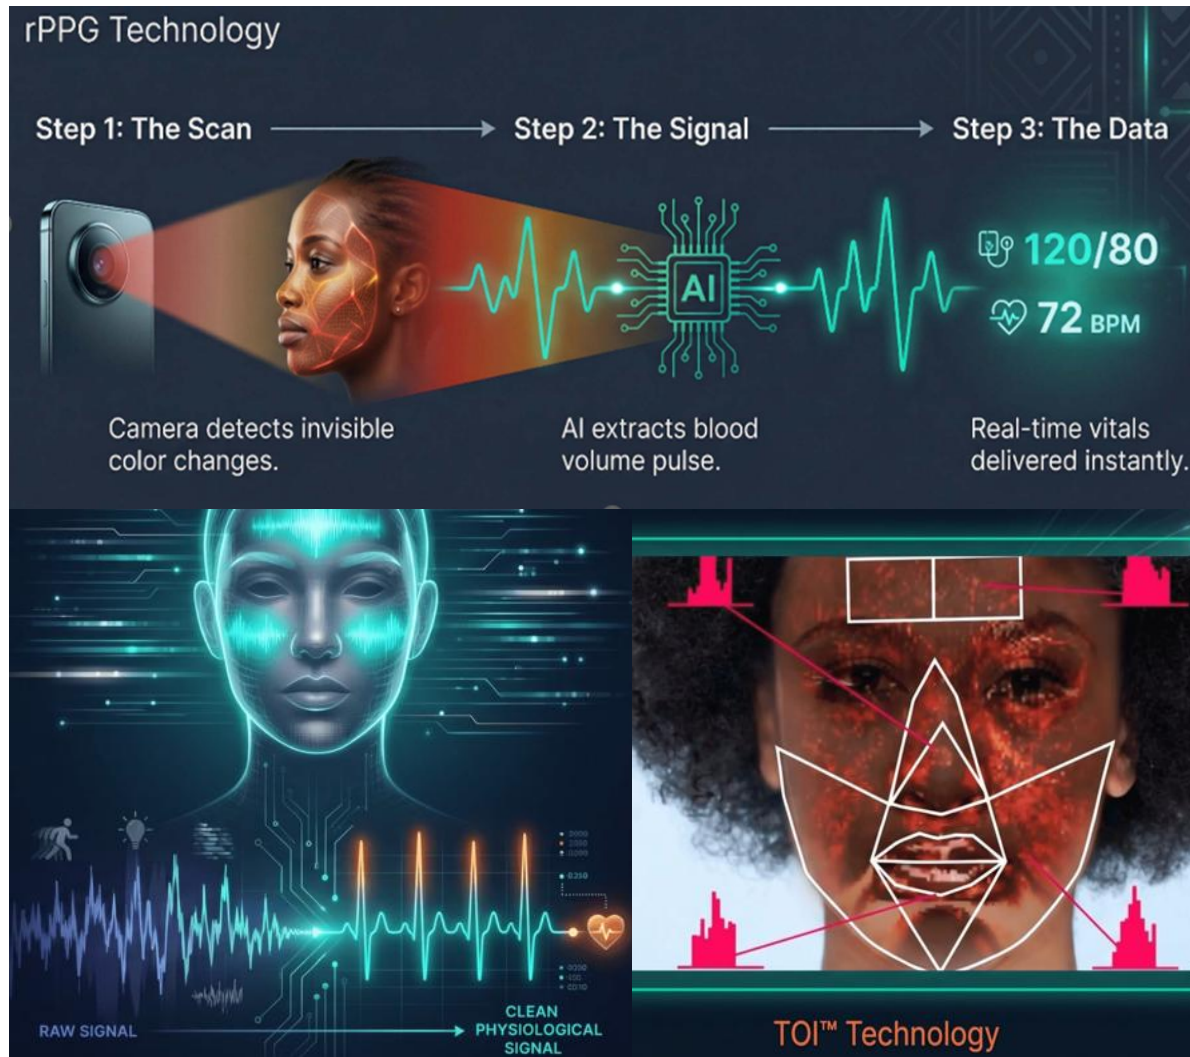 rPPG Technology
Step 1: The Scan
Step 2: The Signal
Step 3: The Data
AI
120/80
72 BPM
Camera detects invisible
color changes.
AI extracts blood
volume pulse.
Real-time vitals
delivered instantly.
RAW SIGNAL
CLEAN
PHYSIOLOGICAL
SIGNAL
TOI™ Technology